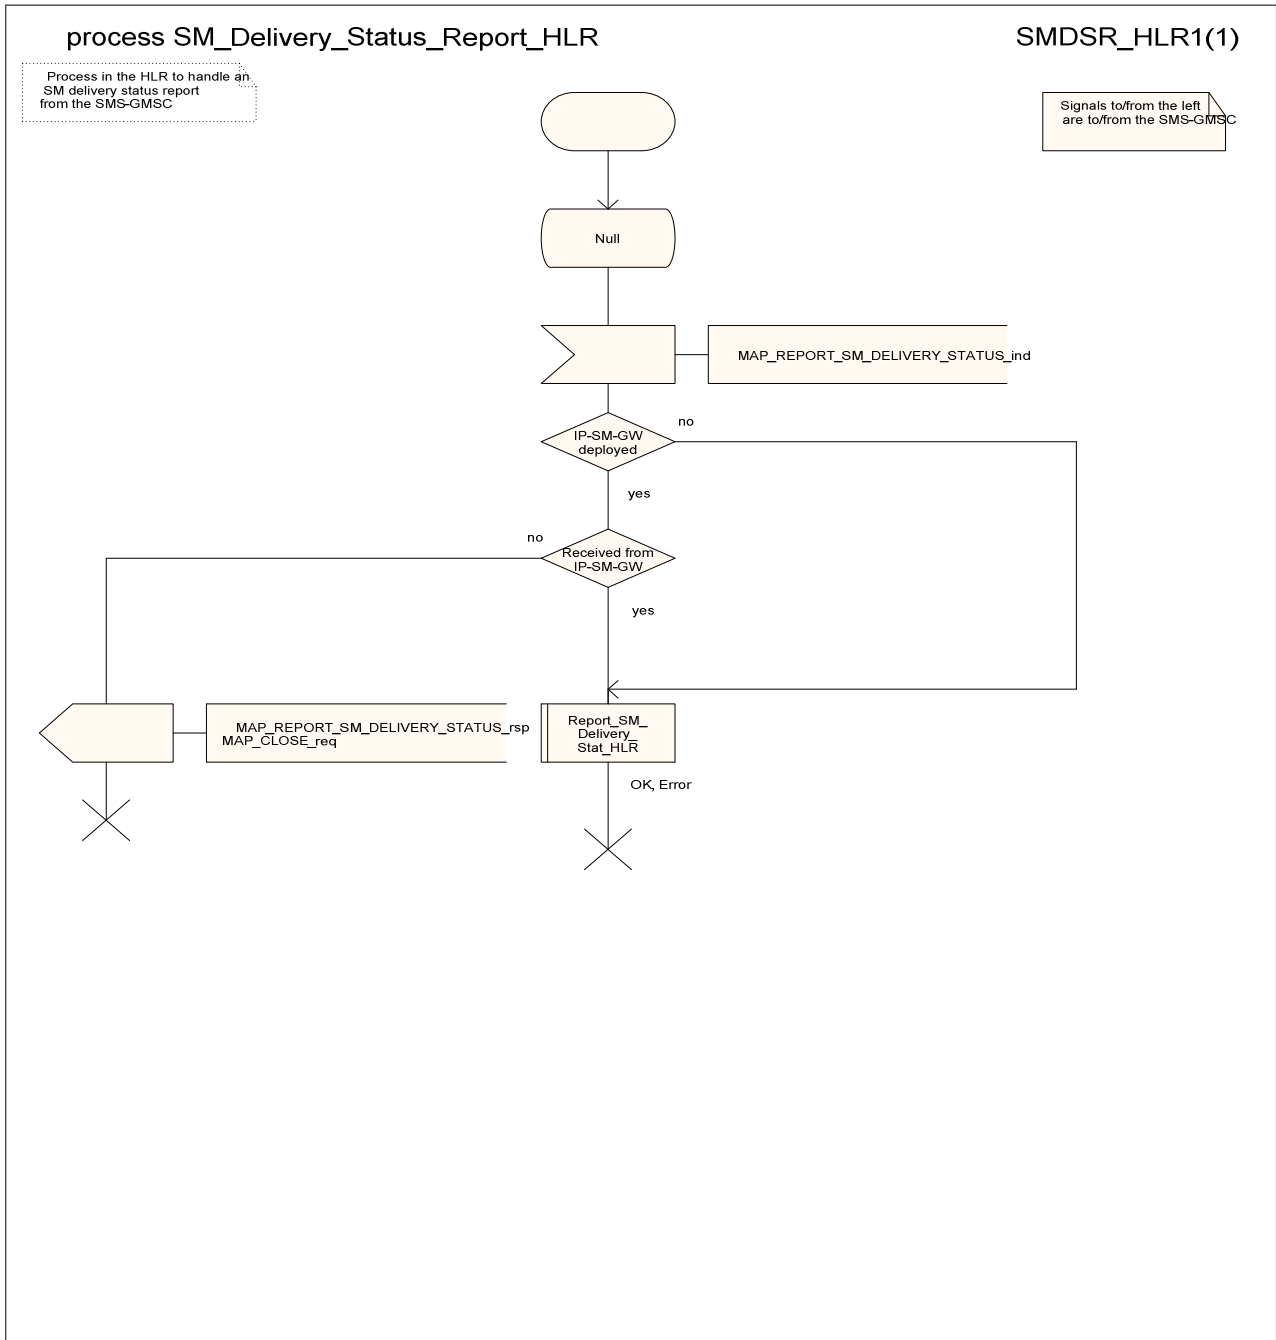 process SM_Delivery_Status_Report_HLR
SMDSR_HLR1(1)
Process in the HLR to handle an
SM delivery status report
from the SMS-GMSC
Signals to/from the left
are to/from the SMS-GMSC
Null
MAP_REPORT_SM_DELIVERY_STATUS_ind
no
IP-SM-GW
deployed
yes
no
Received from
IP-SM-GW
yes
MAP_REPORT_SM_DELIVERY_STATUS_rsp
MAP_CLOSE_req
Report_SM_
Delivery_
Stat_HLR
OK, Error